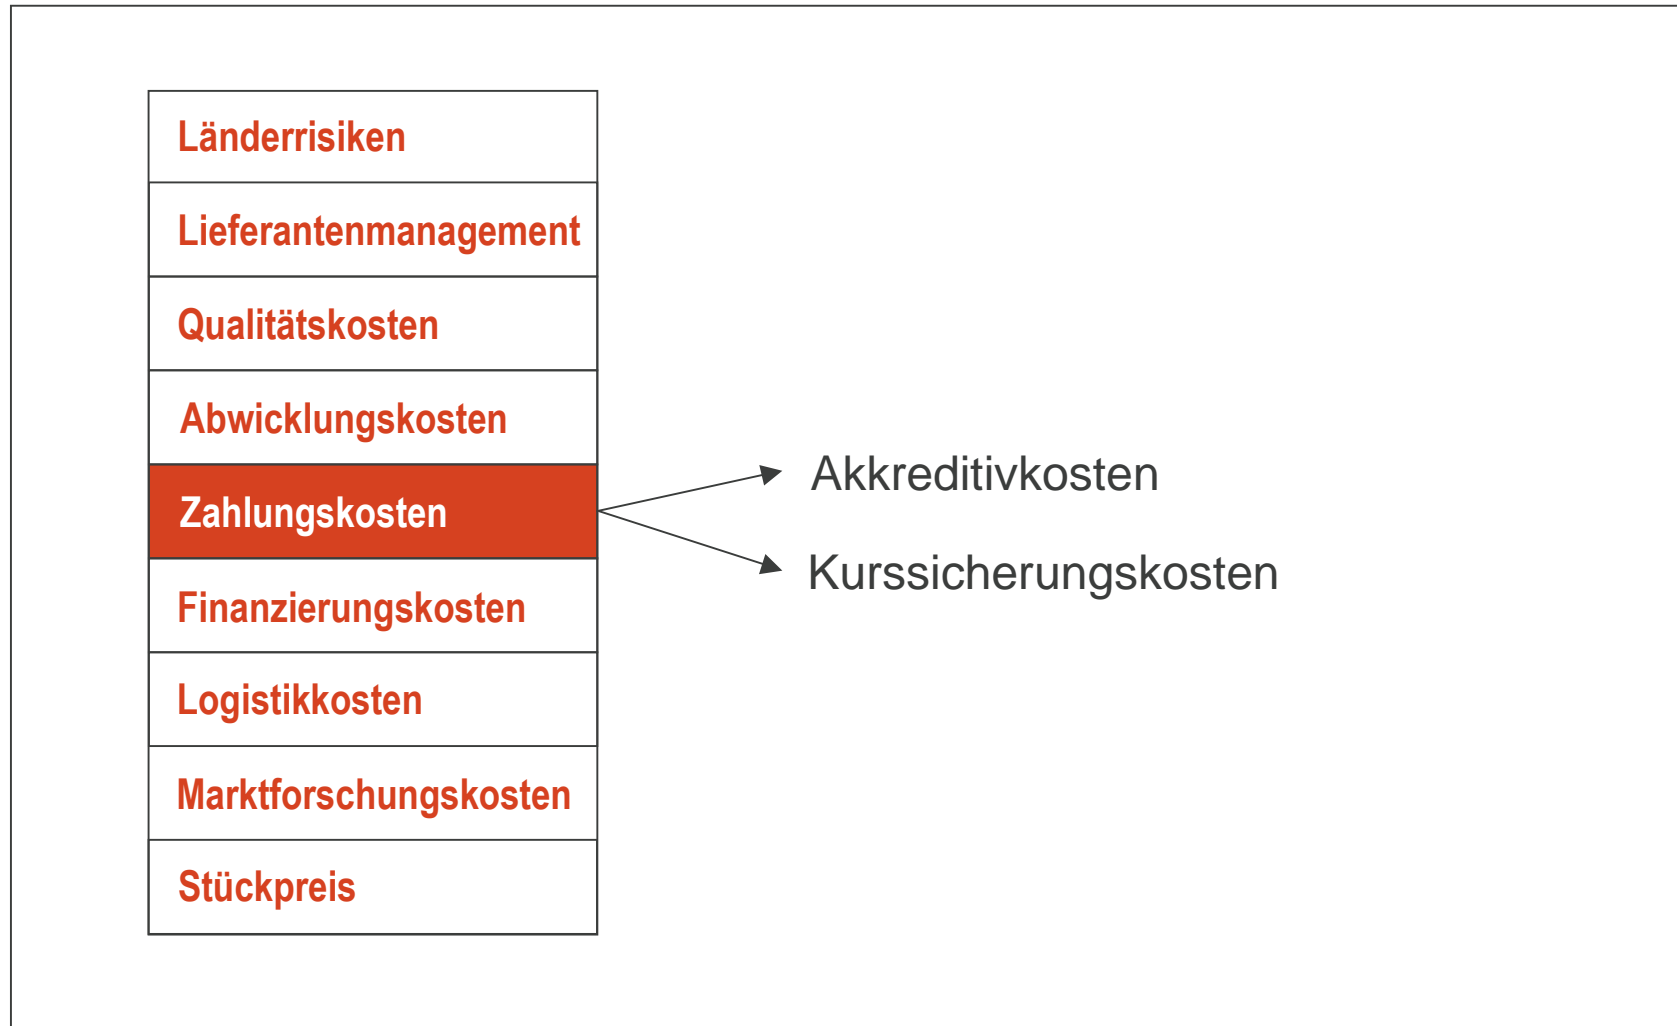 Länderrisiken
Lieferantenmanagement
Qualitätskosten
Abwicklungskosten
Zahlungskosten
Akkreditivkosten
Kurssicherungskosten
Finanzierungskosten
Logistikkosten
Marktforschungskosten
Stückpreis